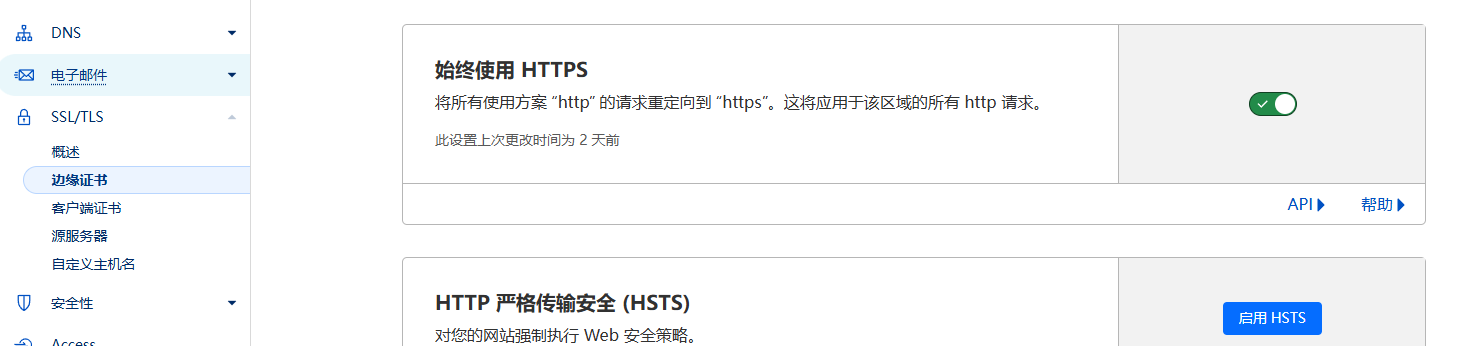 DNS
电子邮件
SSL/TLS
概述
边缘证书
客户端证书
源服务器
自定义主机名
安全性
Access
始终使用 HTTPS
将所有使用方案 “http” 的请求重定向到 “https”。这将应用于该区域的所有 http 请求。
此设置上次更改时间为 2 天前
API
帮助
HTTP 严格传输安全 (HSTS)
对您的网站强制执行 Web 安全策略。
启用 HSTS